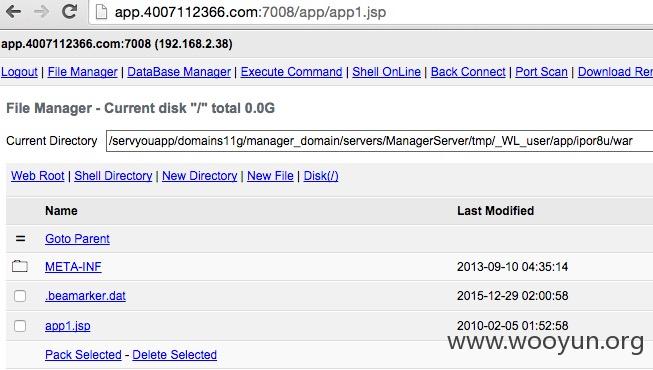 app.4007112366.com:7008/app/app1.jsp
app.4007112366.com:7008 (192.168.2.38)
Logout | File Manager | DataBase Manager | Execute Command | Shell OnLine | Back Connect | Port Scan | Download Rem
File Manager - Current disk "/" total 0.0G
Current Directory /servyouapp/domains11g/manager_domain/servers/ManagerServer/tmp/_WL_user/app/ipor8u/war
Web Root | Shell Directory | New Directory | New File | Disk(/)
Name Last Modified
= Goto Parent
META-INF 2013-09-10 04:35:14
.beamarker.dat 2015-12-29 02:00:58
app1.jsp 2010-02-05 01:52:58
Pack Selected - Delete Selected
www.wooyun.org